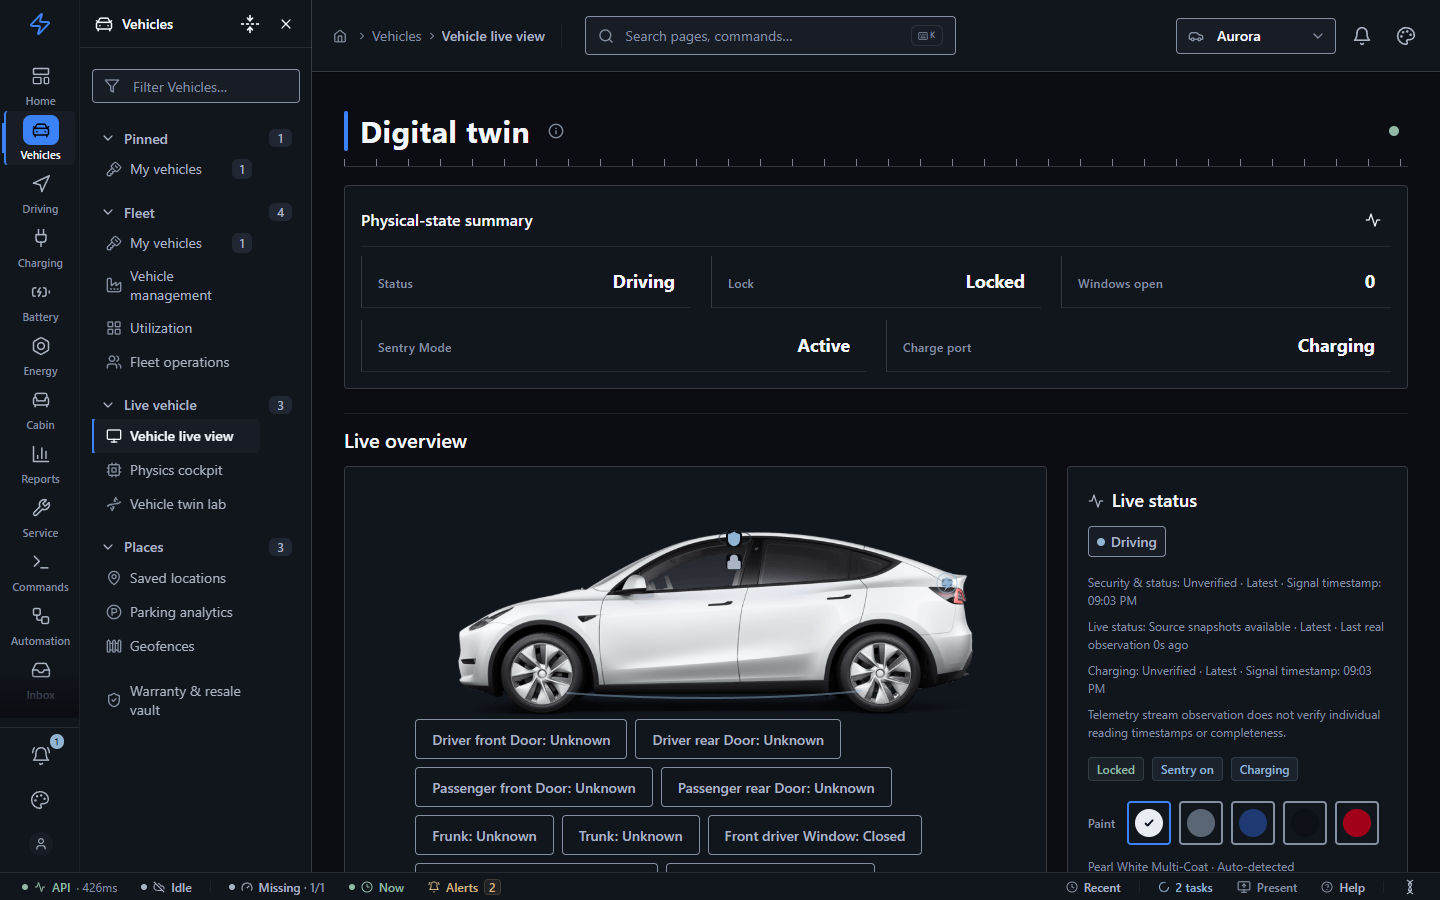 Vehicles
Vehicles
Vehicle live view
Search pages, commands...
K
Aurora
Home
Vehicles
Driving
Charging
Battery
Energy
Cabin
Reports
Service
Commands
Automation
Inbox
1
Filter Vehicles...
Pinned 1
My vehicles 1
Fleet 4
My vehicles 1
Vehicle
management
Utilization
Fleet operations
Live vehicle 3
Vehicle live view
Physics cockpit
Vehicle twin lab
Places 3
Saved locations
Parking analytics
Geofences
Warranty & resale
vault
Digital twin
Physical-state summary
Status Driving
Lock Locked
Windows open 0
Sentry Mode Active
Charge port Charging
Live overview
Driver front Door: Unknown
Driver rear Door: Unknown
Passenger front Door: Unknown
Passenger rear Door: Unknown
Frunk: Unknown
Trunk: Unknown
Front driver Window: Closed
Live status
Driving
Security & status: Unverified · Latest · Signal timestamp:
09:03 PM
Live status: Source snapshots available · Latest · Last real
observation 0s ago
Charging: Unverified · Latest · Signal timestamp: 09:03
PM
Telemetry stream observation does not verify individual
reading timestamps or completeness.
Locked
Sentry on
Charging
Paint
Pearl White Multi-Coat · Auto-detected
API · 426ms
Idle
Missing · 1/1
Now
Alerts 2
Recent
2 tasks
Present
Help